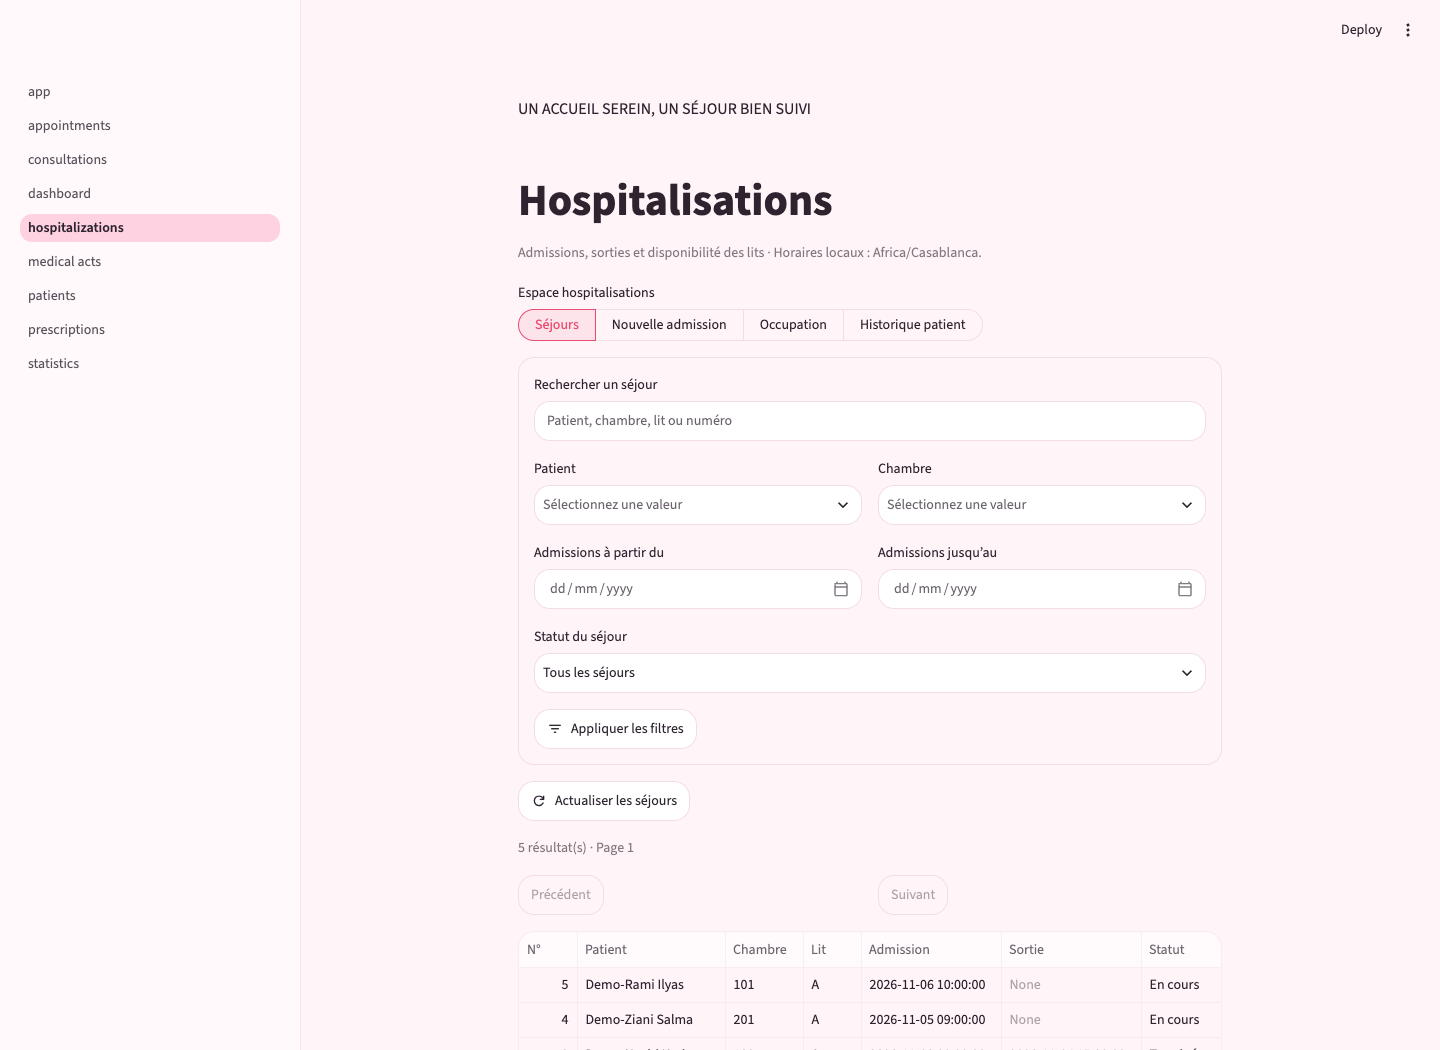 Deploy
app
appointments
consultations
dashboard
hospitalizations
medical acts
patients
prescriptions
statistics
UN ACCUEIL SEREIN, UN SÉJOUR BIEN SUIVI
Hospitalisations
Admissions, sorties et disponibilité des lits · Horaires locaux : Africa/Casablanca.
Espace hospitalisations
Séjours Nouvelle admission Occupation Historique patient
Rechercher un séjour
Patient, chambre, lit ou numéro
Patient Chambre
Sélectionnez une valeur Sélectionnez une valeur
Admissions à partir du Admissions jusqu’au
dd / mm / yyyy dd / mm / yyyy
Statut du séjour
Tous les séjours
Appliquer les filtres
Actualiser les séjours
5 résultat(s) · Page 1
Précédent Suivant
N° Patient Chambre Lit Admission Sortie Statut
5 Demo-Rami Ilyas 101 A 2026-11-06 10:00:00 None En cours
4 Demo-Ziani Salma 201 A 2026-11-05 09:00:00 None En cours